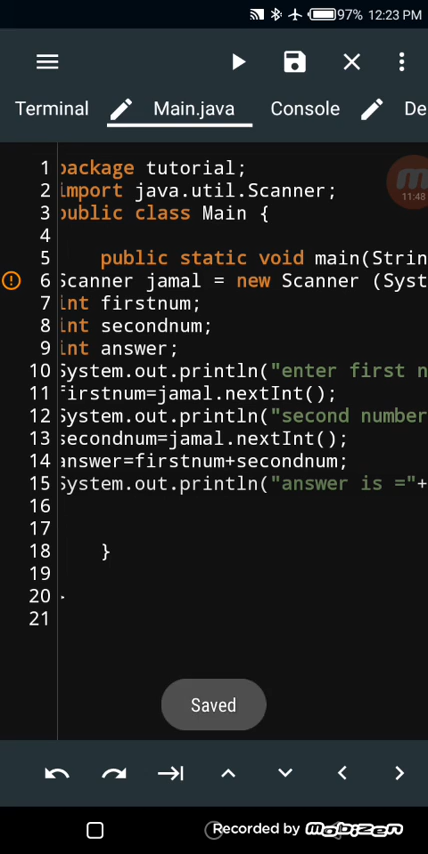 97% 12:23 PM
Terminal Main.java Console De
11:48
1 package tutorial;
2 import java.util.Scanner;
3 public class Main {
4
5 public static void main(Strin
6 Scanner jamal = new Scanner (Syst
7 int firstnum;
8 int secondnum;
9 int answer;
10 System.out.println("enter first n
11 firstnum=jamal.nextInt();
12 System.out.println("second number
13 secondnum=jamal.nextInt();
14 answer=firstnum+secondnum;
15 System.out.println("answer is ="+
16
17
18 }
19
20
21
Saved
Recorded by mobizen